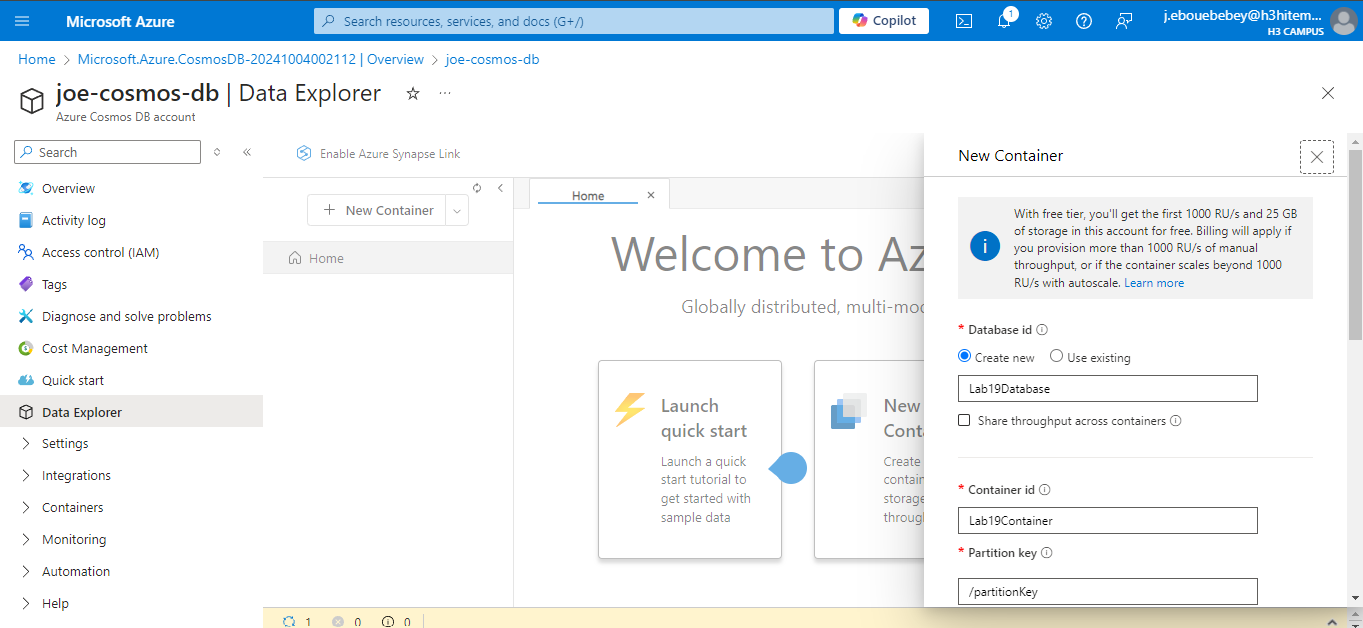 Microsoft Azure
Search resources, services, and docs (G+/)
Copilot
1
j.ebouebebey@h3hitem...
H3 CAMPUS
Home > Microsoft.Azure.CosmosDB-20241004002112 | Overview > joe-cosmos-db
joe-cosmos-db | Data Explorer
Azure Cosmos DB account
Search
Overview
Activity log
Access control (IAM)
Tags
Diagnose and solve problems
Cost Management
Quick start
Data Explorer
Settings
Integrations
Containers
Monitoring
Automation
Help
Enable Azure Synapse Link
New Container
Home
Home
Welcome to Az
Globally distributed, multi-mod
Launch
quick start
Launch a quick
start tutorial to
get started with
sample data
New
Conta
Create
contain
storage
throug
1 0 0
New Container
With free tier, you'll get the first 1000 RU/s and 25 GB
of storage in this account for free. Billing will apply if
you provision more than 1000 RU/s of manual
throughput, or if the container scales beyond 1000
RU/s with autoscale. Learn more
* Database id
Create new Use existing
Lab19Database
Share throughput across containers
* Container id
Lab19Container
* Partition key
/partitionKey